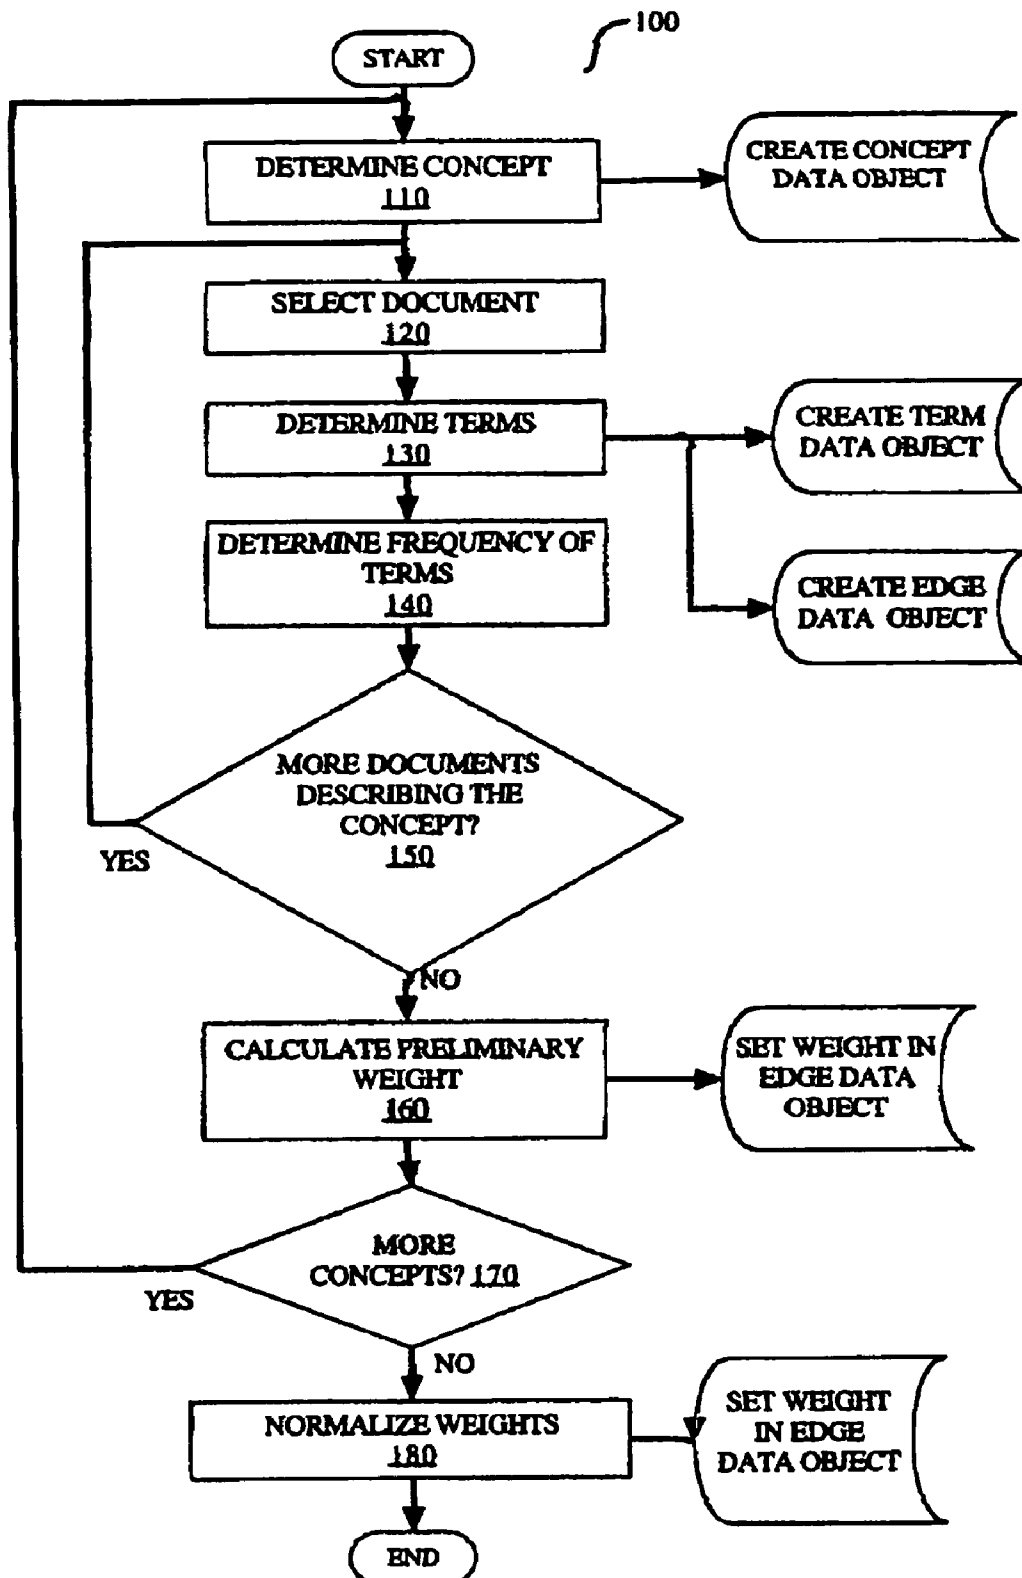 100
START
DETERMINE CONCEPT
110
CREATE CONCEPT
DATA OBJECT
SELECT DOCUMENT
120
DETERMINE TERMS
130
CREATE TERM
DATA OBJECT
DETERMINE FREQUENCY OF
TERMS
140
CREATE EDGE
DATA OBJECT
MORE DOCUMENTS
DESCRIBING THE
CONCEPT?
150
YES
NO
CALCULATE PRELIMINARY
WEIGHT
160
SET WEIGHT IN
EDGE DATA
OBJECT
MORE
CONCEPTS? 170
YES
NO
NORMALIZE WEIGHTS
180
SET WEIGHT
IN EDGE
DATA OBJECT
END